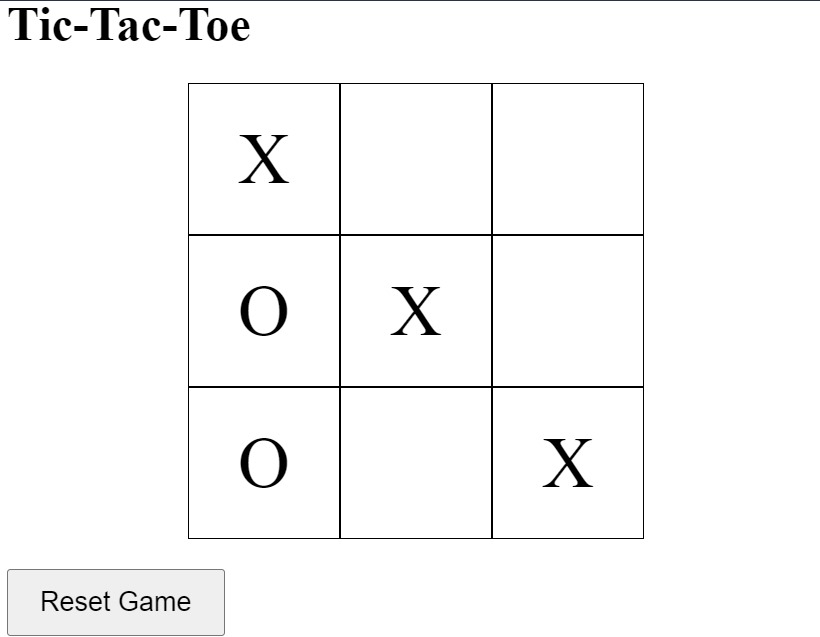 Tic-Tac-Toe
X
O X
O X
Reset Game